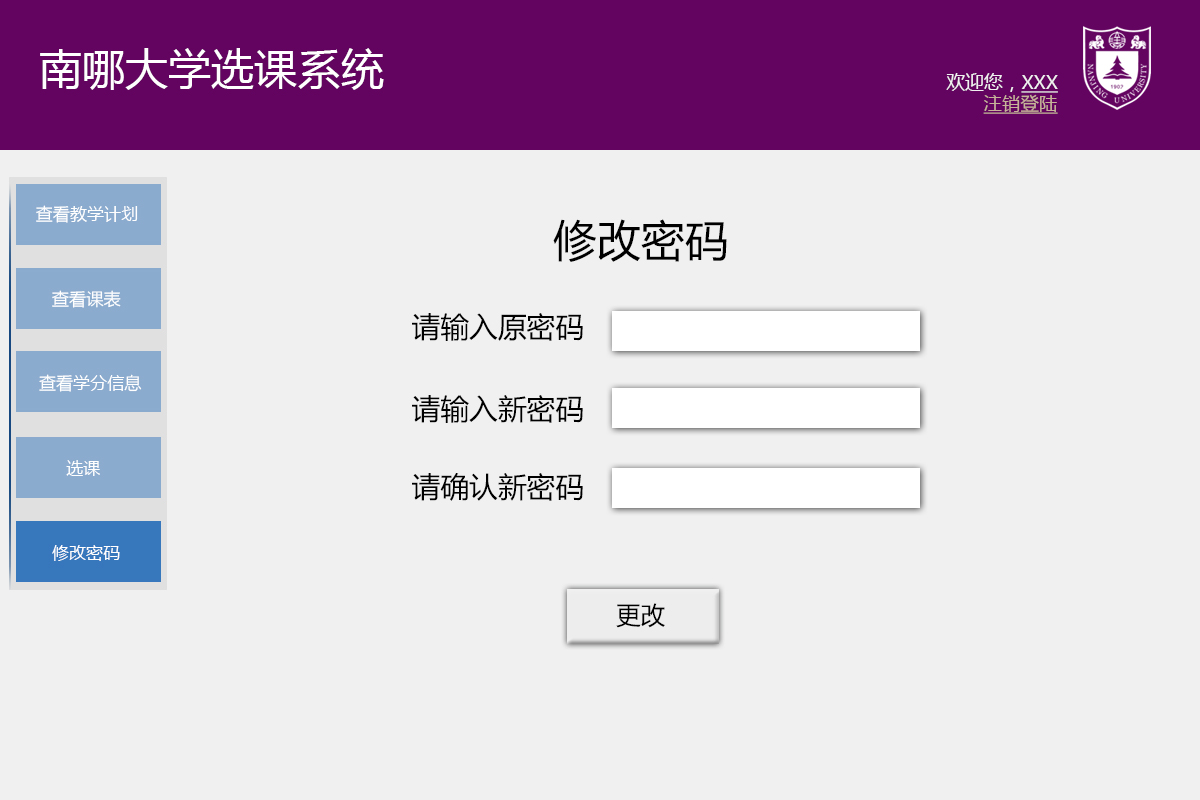 南哪大学选课系统
欢迎您，XXX
注销登陆
NANJING UNIVERSITY
1902
查看教学计划
查看课表
查看学分信息
选课
修改密码
修改密码
请输入原密码
请输入新密码
请确认新密码
更改